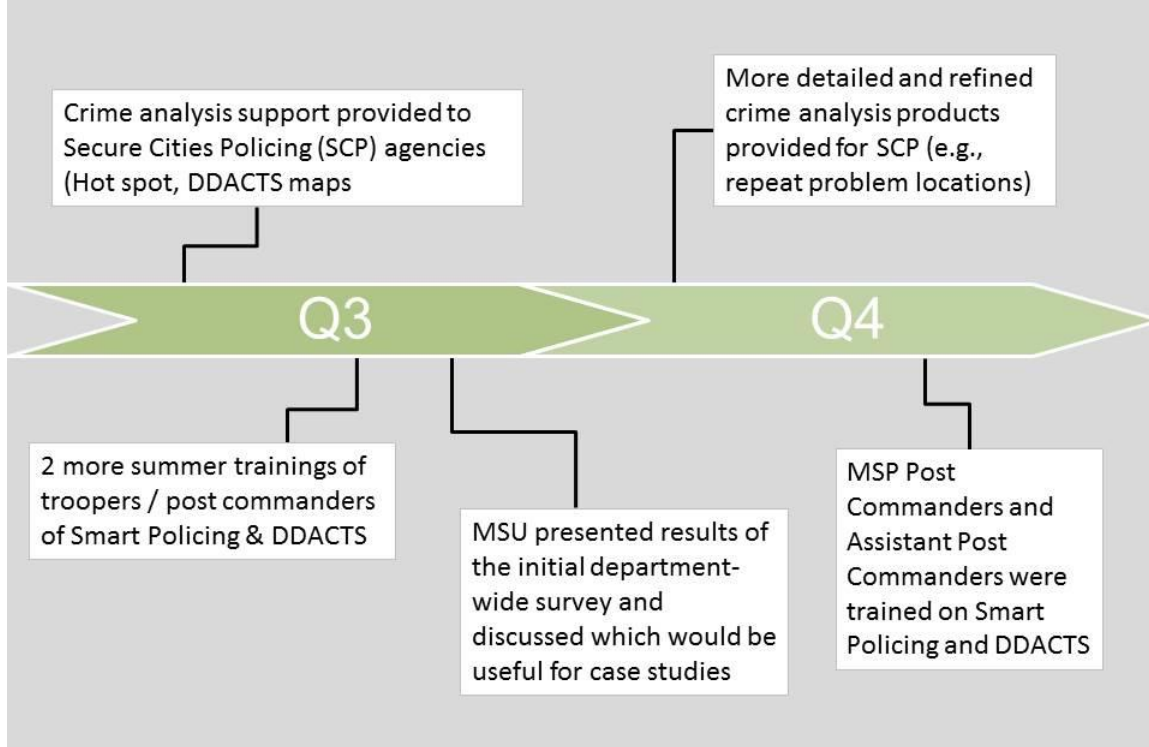 Crime analysis support provided to
Secure Cities Policing (SCP) agencies
(Hot spot, DDACTS maps
More detailed and refined
crime analysis products
provided for SCP (e.g.,
repeat problem locations)
Q3
Q4
2 more summer trainings of
troopers / post commanders
of Smart Policing & DDACTS
MSU presented results of
the initial department-
wide survey and
discussed which would be
useful for case studies
MSP Post
Commanders and
Assistant Post
Commanders were
trained on Smart
Policing and DDACTS